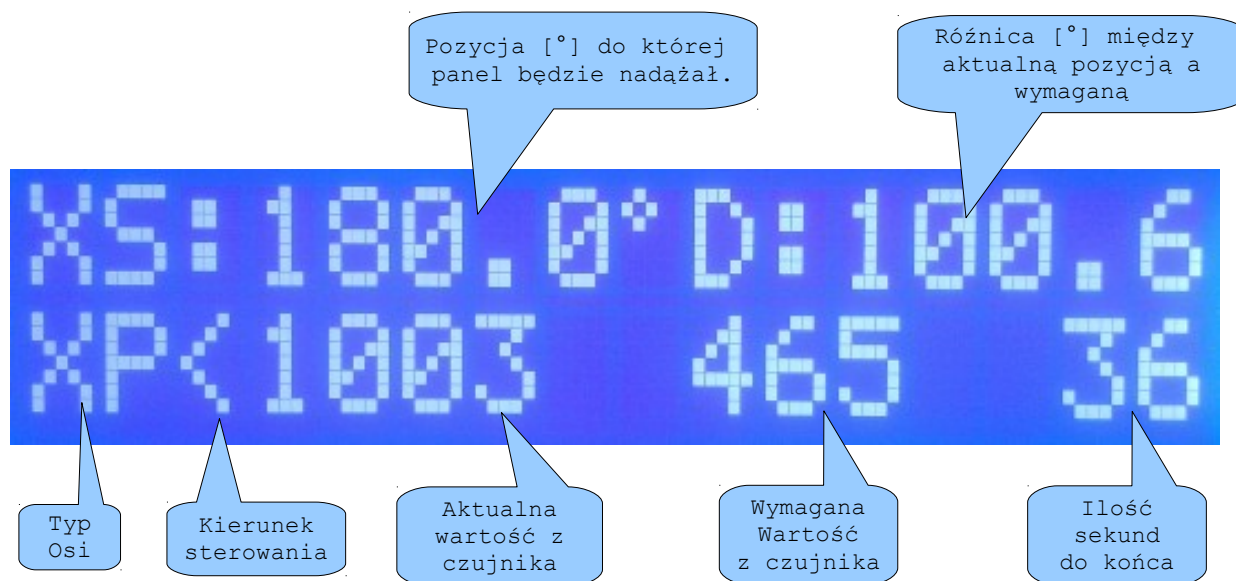 Pozycja [°] do której
panel będzie nadążał.
Róźnica [°] między
aktualną pozycją a
wymaganą
XS:180.0°D:100.6
XP<1003 465 36
Typ
Osi
Kierunek
sterowania
Aktualna
wartość z
czujnika
Wymagana
Wartość
z czujnika
Ilość
sekund
do końca